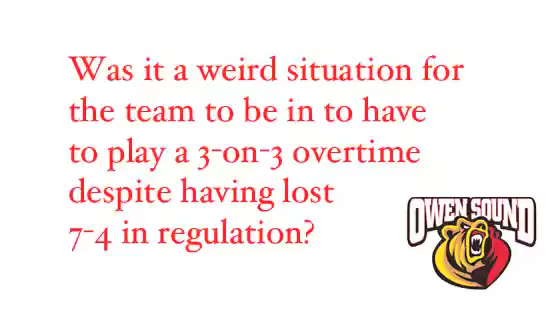 Was it a weird situation for
the team to be in to have
to play a 3-on-3 overtime
despite having lost
7-4 in regulation?
OWEN SOUND